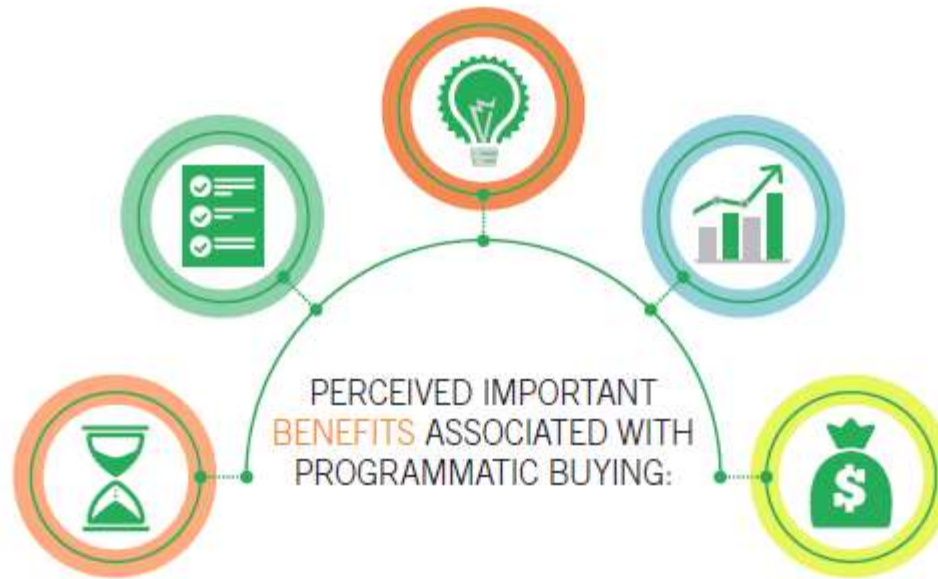 PERCEIVED IMPORTANT
BENEFITS ASSOCIATED WITH
PROGRAMMATIC BUYING:
$